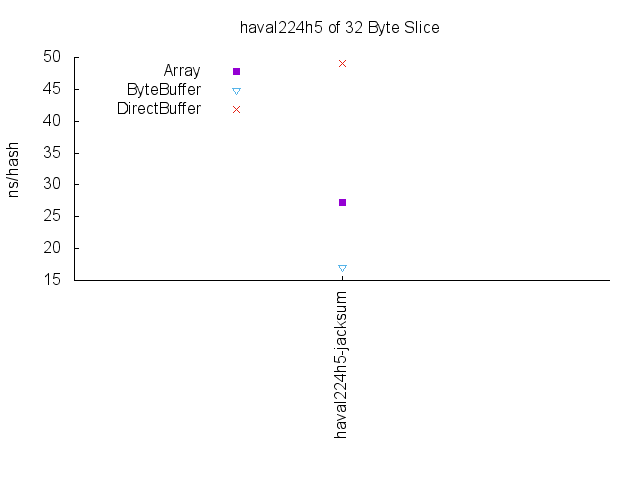 haval224h5 of 32 Byte Slice
50
45
40
35
30
25
20
15
ns/hash
Array
ByteBuffer
DirectBuffer
haval224h5-jacksum